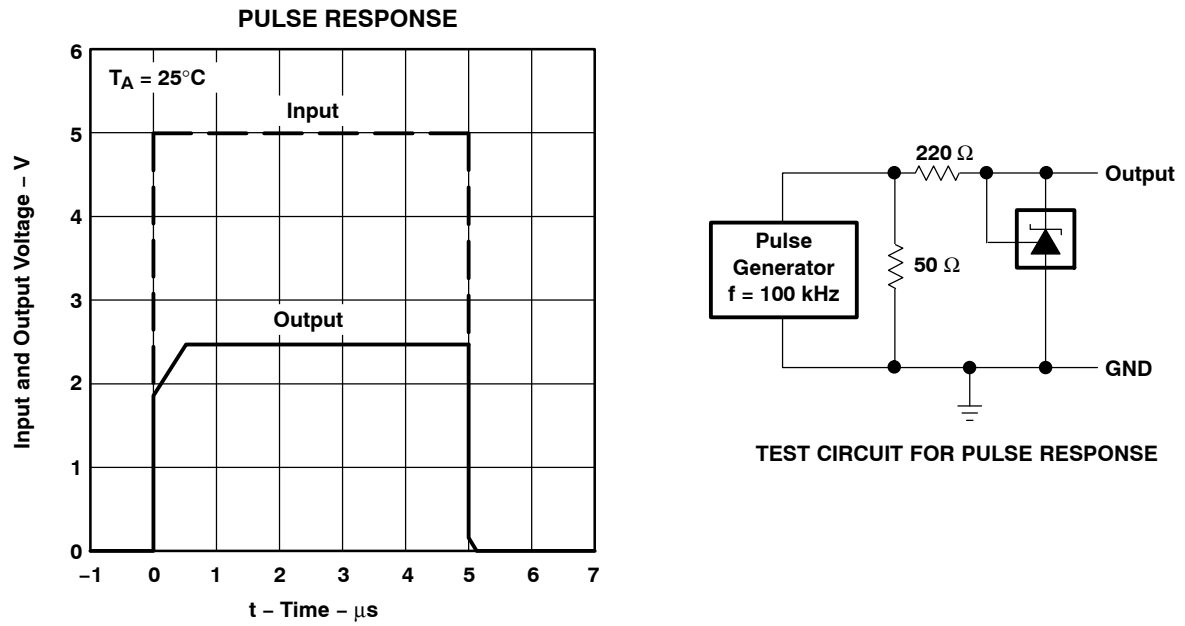 PULSE RESPONSE
6
5
4
3
2
1
0
Input and Output Voltage – V
TA = 25°C
Input
Output
−1 0 1 2 3 4 5 6 7
t – Time – μs
220 Ω
Output
Pulse
Generator
f = 100 kHz
50 Ω
GND
TEST CIRCUIT FOR PULSE RESPONSE